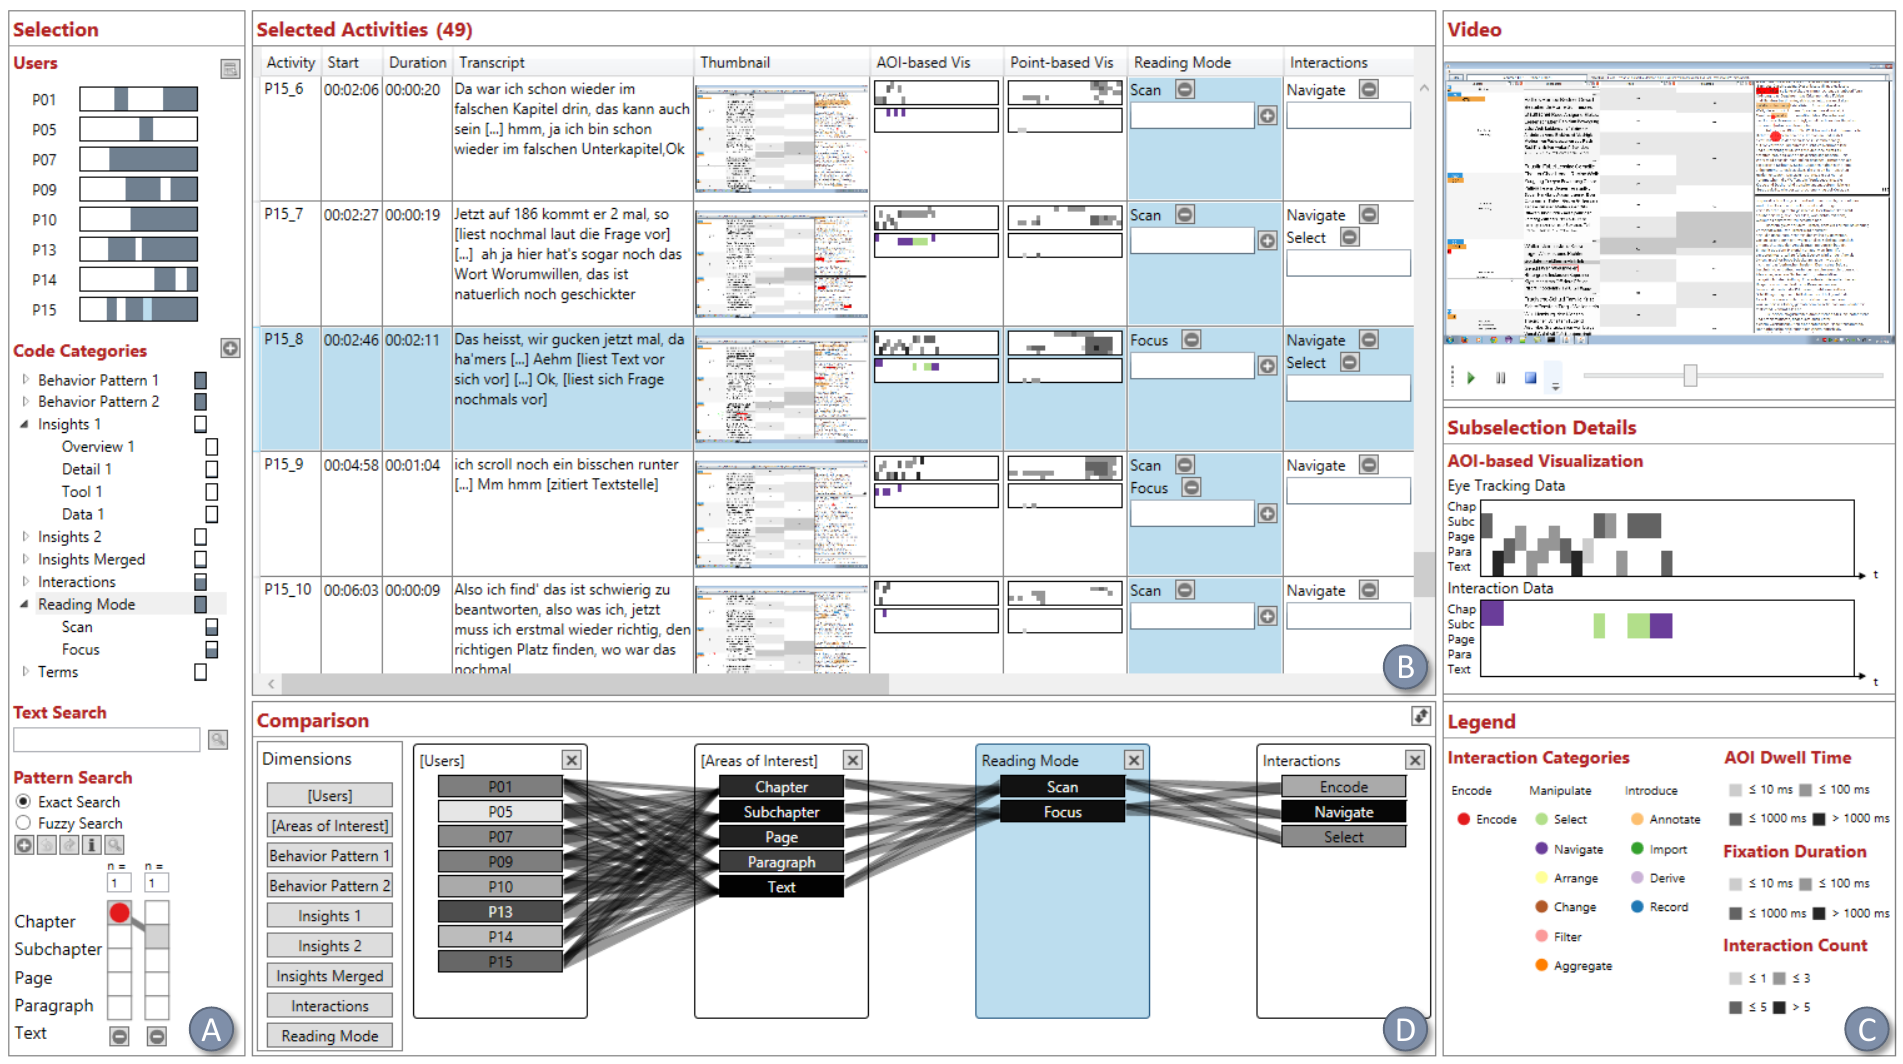 Selection
Users
P01
P05
P07
P09
P10
P13
P14
P15
Code Categories
Behavior Pattern 1
Behavior Pattern 2
Insights 1
Overview 1
Detail 1
Tool 1
Data 1
Insights 2
Insights Merged
Interactions
Reading Mode
Scan
Focus
Terms
Text Search
Pattern Search
Exact Search
Fuzzy Search
n = n =
1 1
Chapter
Subchapter
Page
Paragraph
Text
A
Selected Activities (49)
Activity Start Duration Transcript Thumbnail AOI-based Vis Point-based Vis Reading Mode Interactions
P15_6 00:02:06 00:00:20
Da war ich schon wieder im
falschen Kapitel drin, das kann auch
sein [...] hmm, ja ich bin schon
wieder im falschen Unterkapitel,Ok
Scan
Navigate
P15_7 00:02:27 00:00:19
Jetzt auf 186 kommt er 2 mal, so
[liest nochmal laut die Frage vor]
[...] ah ja hier hat's sogar noch das
Wort Worumwillen, das ist
natuerlich noch geschickter
Scan
Navigate
Select
P15_8 00:02:46 00:02:11
Das heisst, wir gucken jetzt mal, da
ha'mers [...] Aehm [liest Text vor
sich vor] [...] Ok, [liest sich Frage
nochmals vor]
Focus
Navigate
Select
P15_9 00:04:58 00:01:04
ich scroll noch ein bisschen runter
[...] Mm hmm [zitiert Textstelle]
Scan
Focus
Navigate
P15_10 00:06:03 00:00:09
Also ich find' das ist schwierig zu
beantworten, also was ich, jetzt
muss ich erstmal wieder richtig, den
richtigen Platz finden, wo war das
nochmal
Scan
Navigate
B
Comparison
Dimensions
[Users]
[Areas of Interest]
Behavior Pattern 1
Behavior Pattern 2
Insights 1
Insights 2
Insights Merged
Interactions
Reading Mode
[Users]
P01
P05
P07
P09
P10
P13
P14
P15
[Areas of Interest]
Chapter
Subchapter
Page
Paragraph
Text
Reading Mode
Scan
Focus
Interactions
Encode
Navigate
Select
D
Video
Subselection Details
AOI-based Visualization
Eye Tracking Data
Chap
Subc
Page
Para
Text
t
Interaction Data
Chap
Subc
Page
Para
Text
t
Legend
Interaction Categories
Encode Manipulate Introduce
Encode Select Annotate
Navigate Import
Arrange Derive
Change Record
Filter
Aggregate
AOI Dwell Time
≤ 10 ms ≤ 100 ms
≤ 1000 ms > 1000 ms
Fixation Duration
≤ 10 ms ≤ 100 ms
≤ 1000 ms > 1000 ms
Interaction Count
≤ 1 ≤ 3
≤ 5 > 5
C